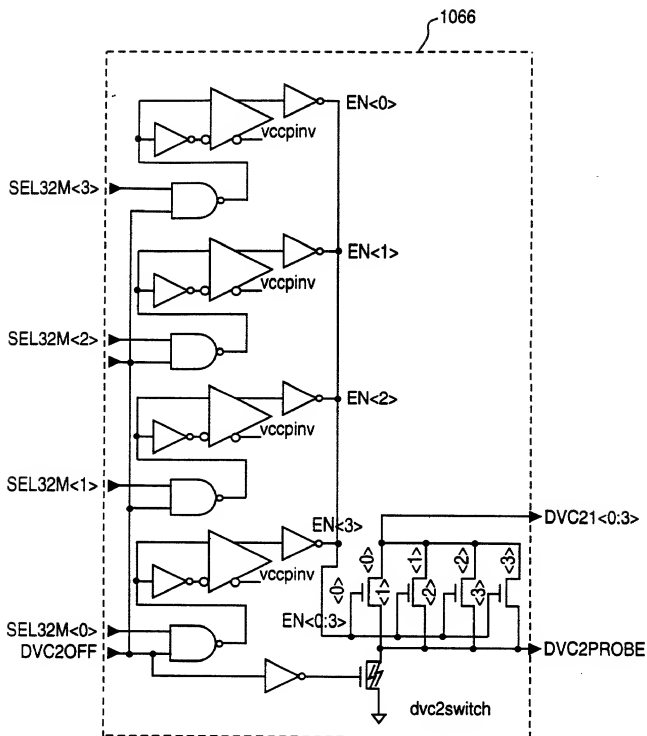 1066
EN<0>
vccpinv
SEL32M<3>
EN<1>
vccpinv
SEL32M<2>
EN<2>
vccpinv
SEL32M<1>
EN<3>
vccpinv
DVC21<0:3>
<0> <1> <2> <3>
<0> <1> <2> <3>
EN<0:3>
SEL32M<0>
DVC2OFF
DVC2PROBE
dvc2switch